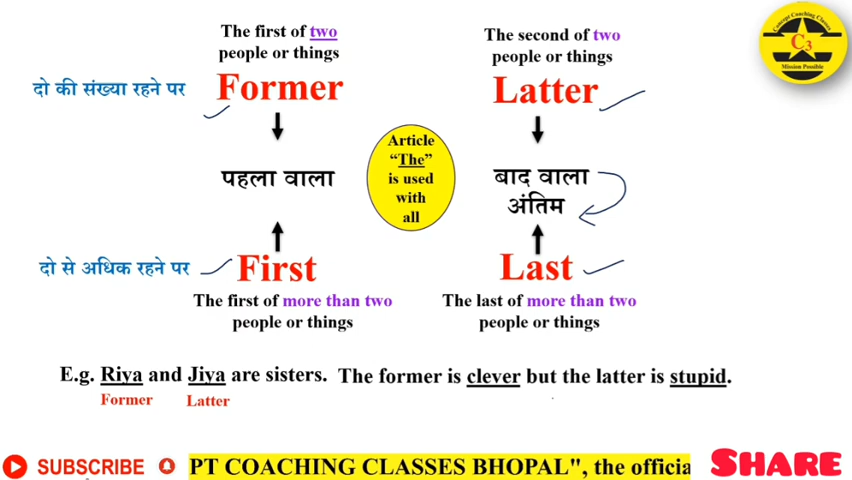 The first of two
people or things
The second of two
people or things
Concept Coaching Classes
C3
Mission Possible
दो की संख्या रहने पर
Former
Latter
Article
“The”
is used
with
all
पहला वाला
बाद वाला
अंतिम
दो से अधिक रहने पर
First
Last
The first of more than two
people or things
The last of more than two
people or things
E.g. Riya and Jiya are sisters. The former is clever but the latter is stupid.
Former
Latter
SUBSCRIBE
PT COACHING CLASSES BHOPAL", the officia
SHARE